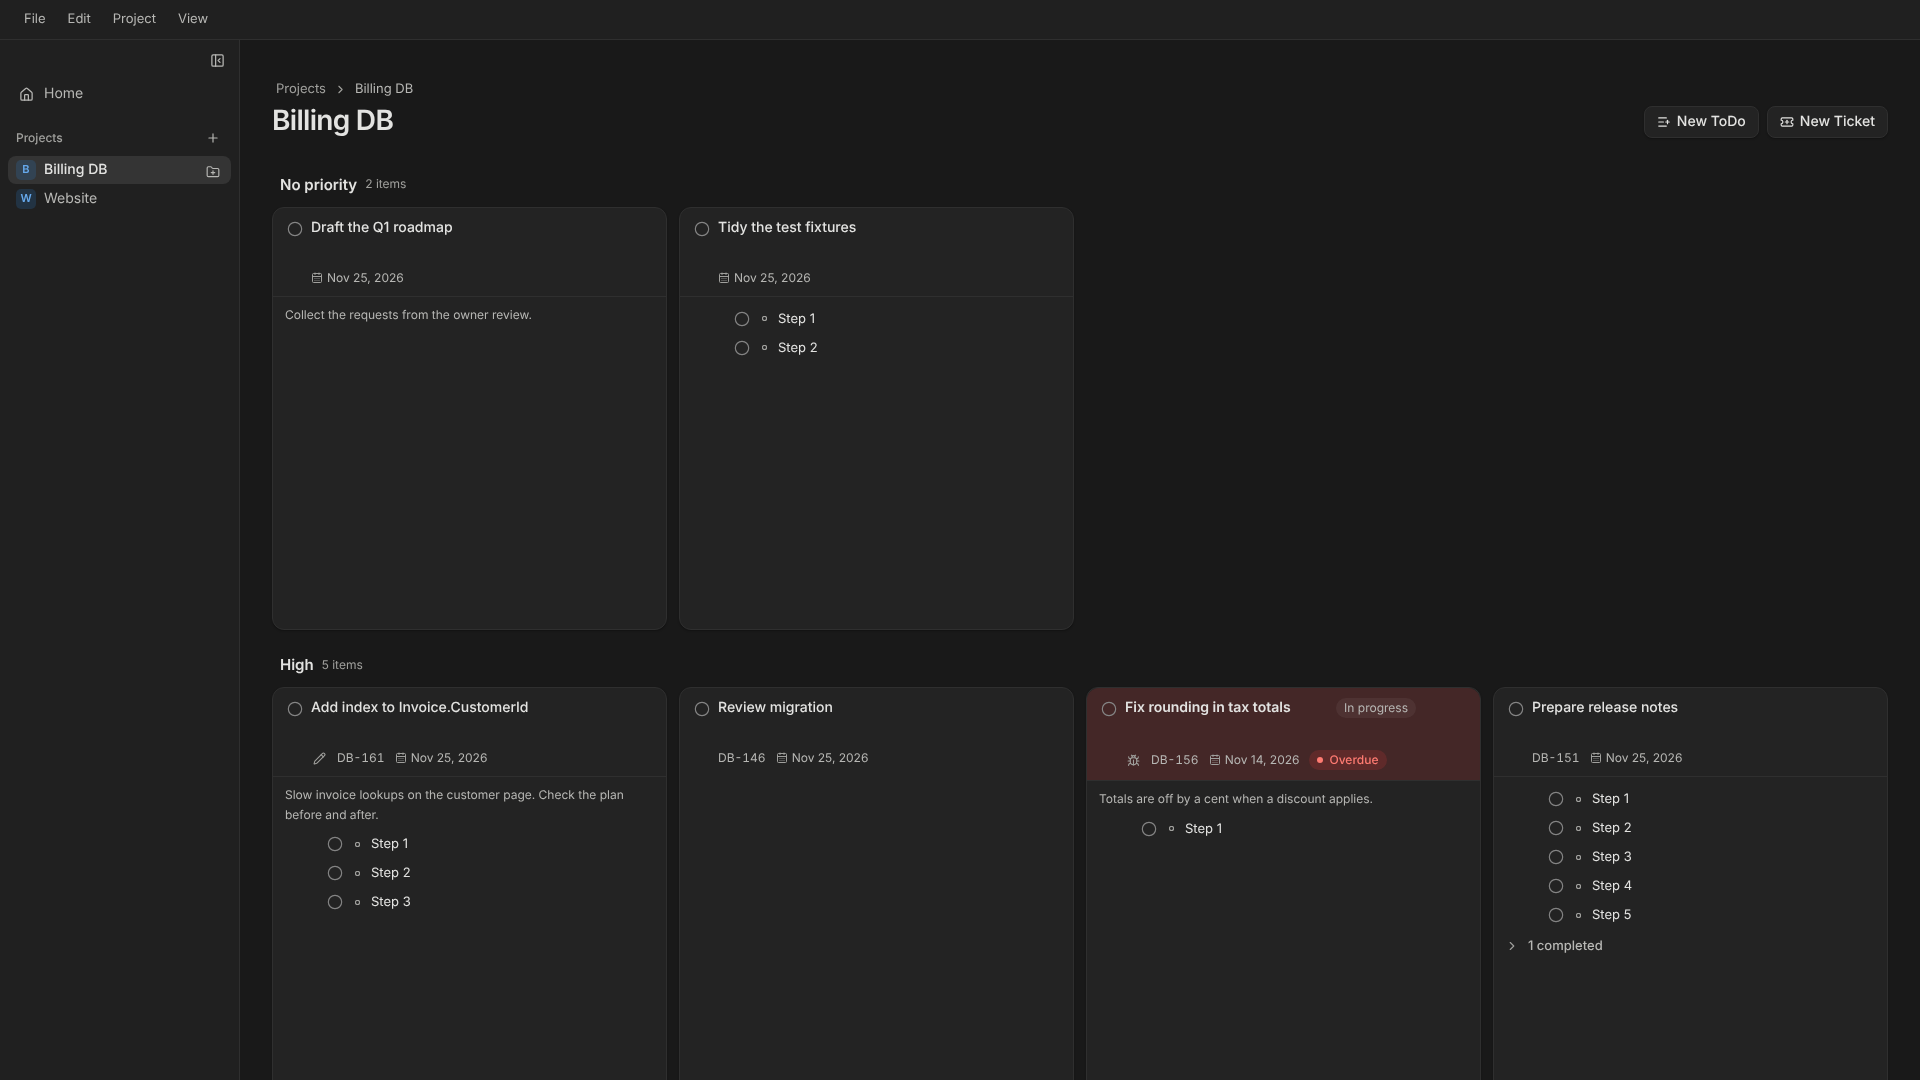 File Edit Project View
Home
Projects
B Billing DB
W Website
Projects Billing DB
Billing DB
New ToDo New Ticket
No priority 2 items
Draft the Q1 roadmap
Nov 25, 2026
Collect the requests from the owner review.
Tidy the test fixtures
Nov 25, 2026
Step 1
Step 2
High 5 items
Add index to Invoice.CustomerId
DB-161 Nov 25, 2026
Slow invoice lookups on the customer page. Check the plan
before and after.
Step 1
Step 2
Step 3
Review migration
DB-146 Nov 25, 2026
Fix rounding in tax totals In progress
DB-156 Nov 14, 2026 Overdue
Totals are off by a cent when a discount applies.
Step 1
Prepare release notes
DB-151 Nov 25, 2026
Step 1
Step 2
Step 3
Step 4
Step 5
1 completed